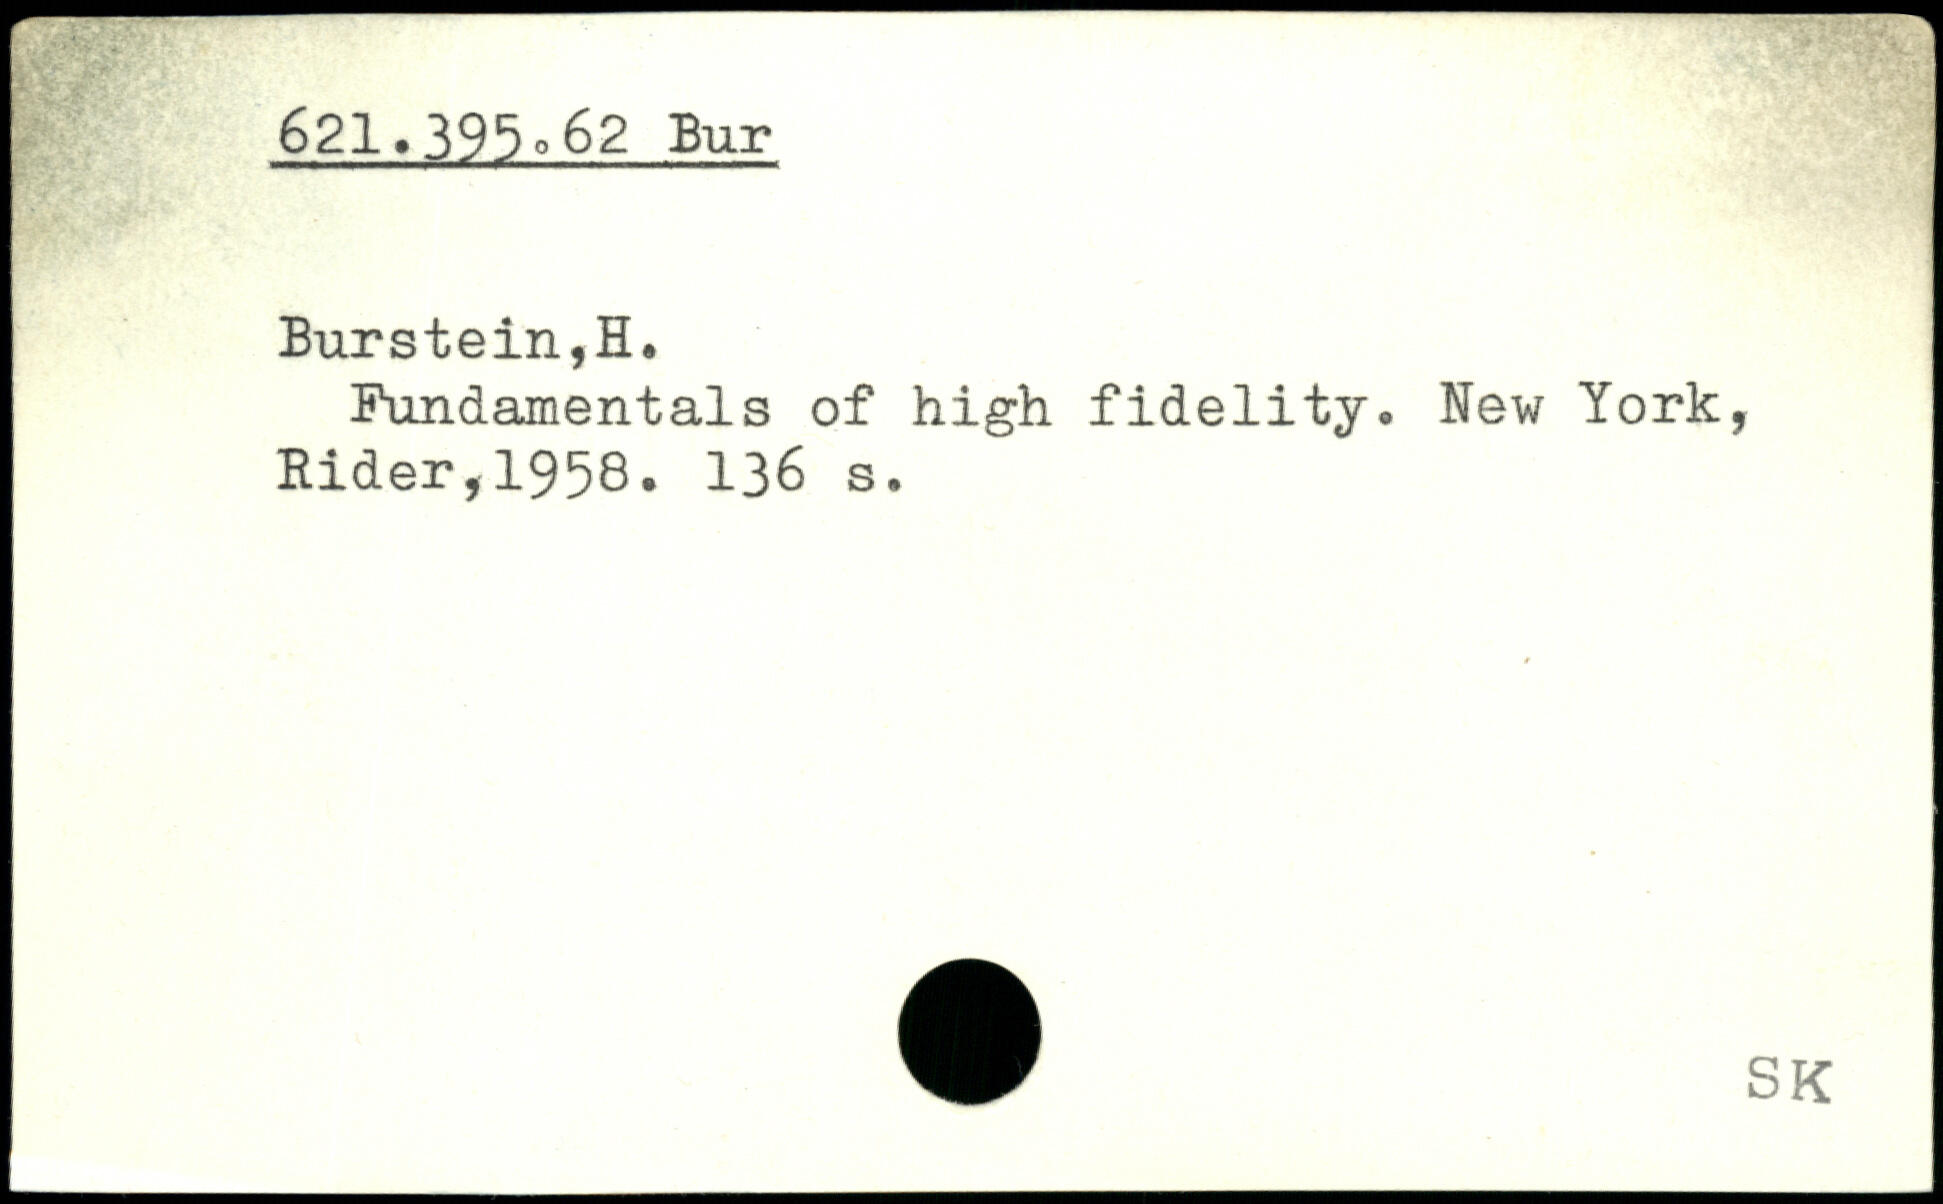 621.395.62 Bur
Burstein,H.
Fundamentals of high fidelity. New York,
Rider,1958. 136 s.
SK